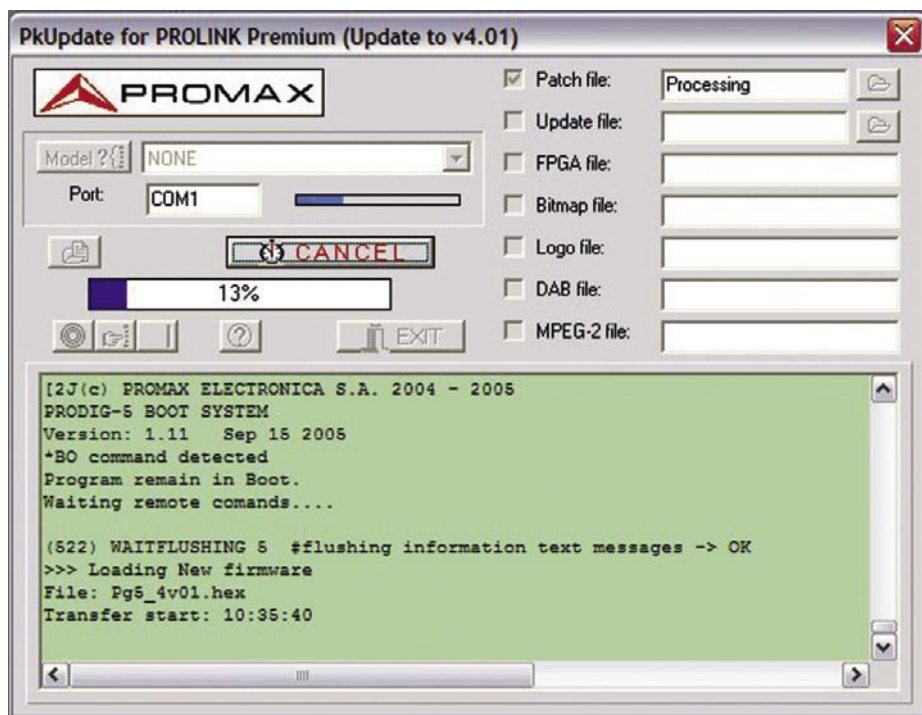 PkUpdate for PROLINK Premium (Update to v4.01)
PROMAX
Model ?
NONE
Port:
COM1
CANCEL
13%
EXIT
Patch file:
Processing
Update file:
FPGA file:
Bitmap file:
Logo file:
DAB file:
MPEG-2 file:
[2J(c) PROMAX ELECTRONICA S.A. 2004 - 2005
PRODIG-5 BOOT SYSTEM
Version: 1.11   Sep 15 2005
*BO command detected
Program remain in Boot.
Waiting remote comands....
(522) WAITFLUSHING 5  #flushing information text messages -> OK
>>> Loading New firmware
File: Pg5_4v01.hex
Transfer start: 10:35:40